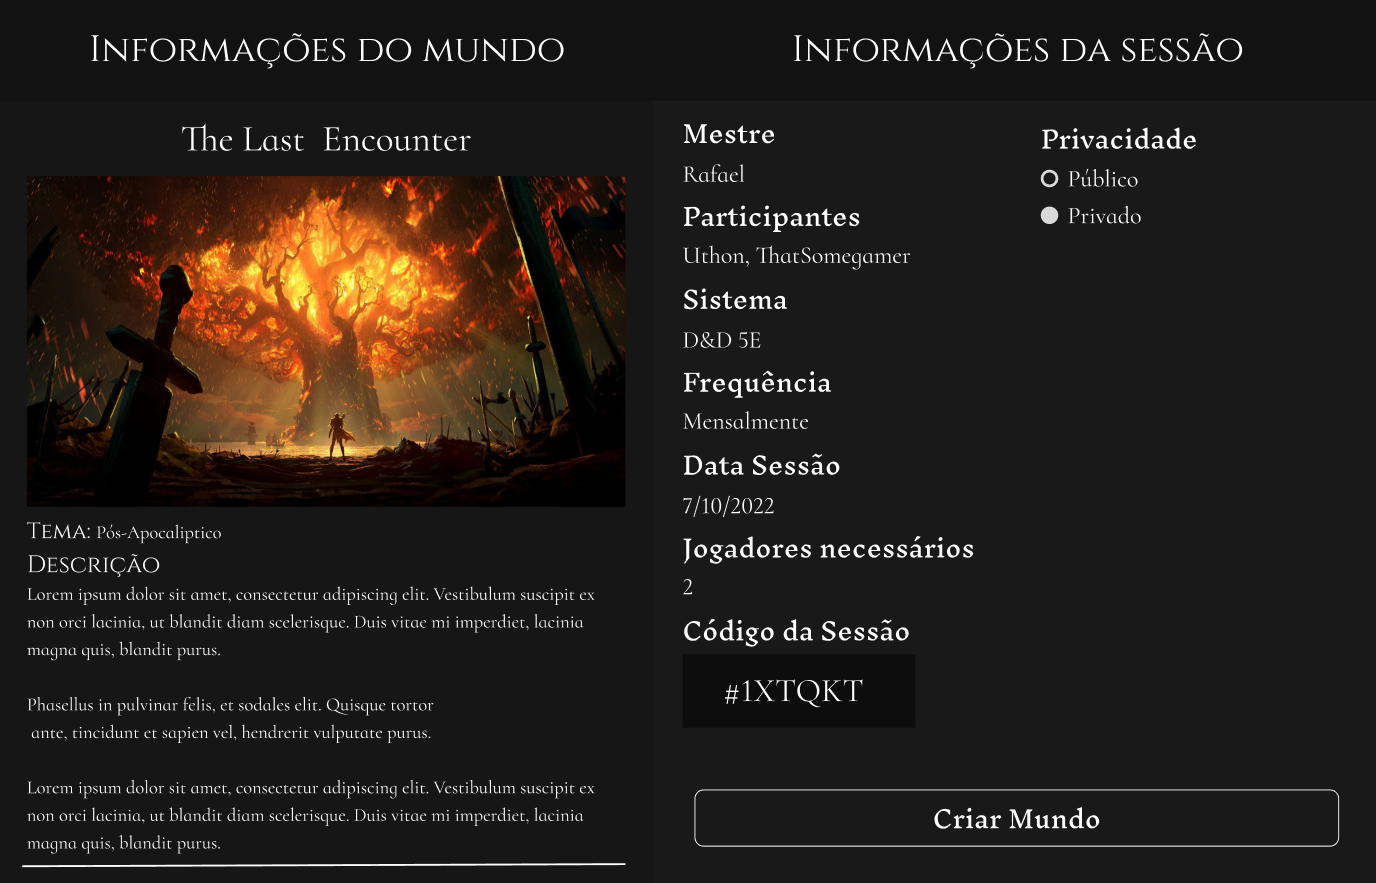 Informações do mundo
The Last Encounter
Tema: Pós-Apocaliptico
Descrição
Lorem ipsum dolor sit amet, consectetur adipiscing elit. Vestibulum suscipit ex
non orci lacinia, ut blandit diam scelerisque. Duis vitae mi imperdiet, lacinia
magna quis, blandit purus.
Phasellus in pulvinar felis, et sodales elit. Quisque tortor
ante, tincidunt et sapien vel, hendrerit vulputate purus.
Lorem ipsum dolor sit amet, consectetur adipiscing elit. Vestibulum suscipit ex
non orci lacinia, ut blandit diam scelerisque. Duis vitae mi imperdiet, lacinia
magna quis, blandit purus.
Informações da sessão
Mestre
Rafael
Participantes
Uthon, ThatSomegamer
Sistema
D&D 5E
Frequência
Mensalmente
Data Sessão
7/10/2022
Jogadores necessários
2
Código da Sessão
#1XTQKT
Privacidade
Público
Privado
Criar Mundo